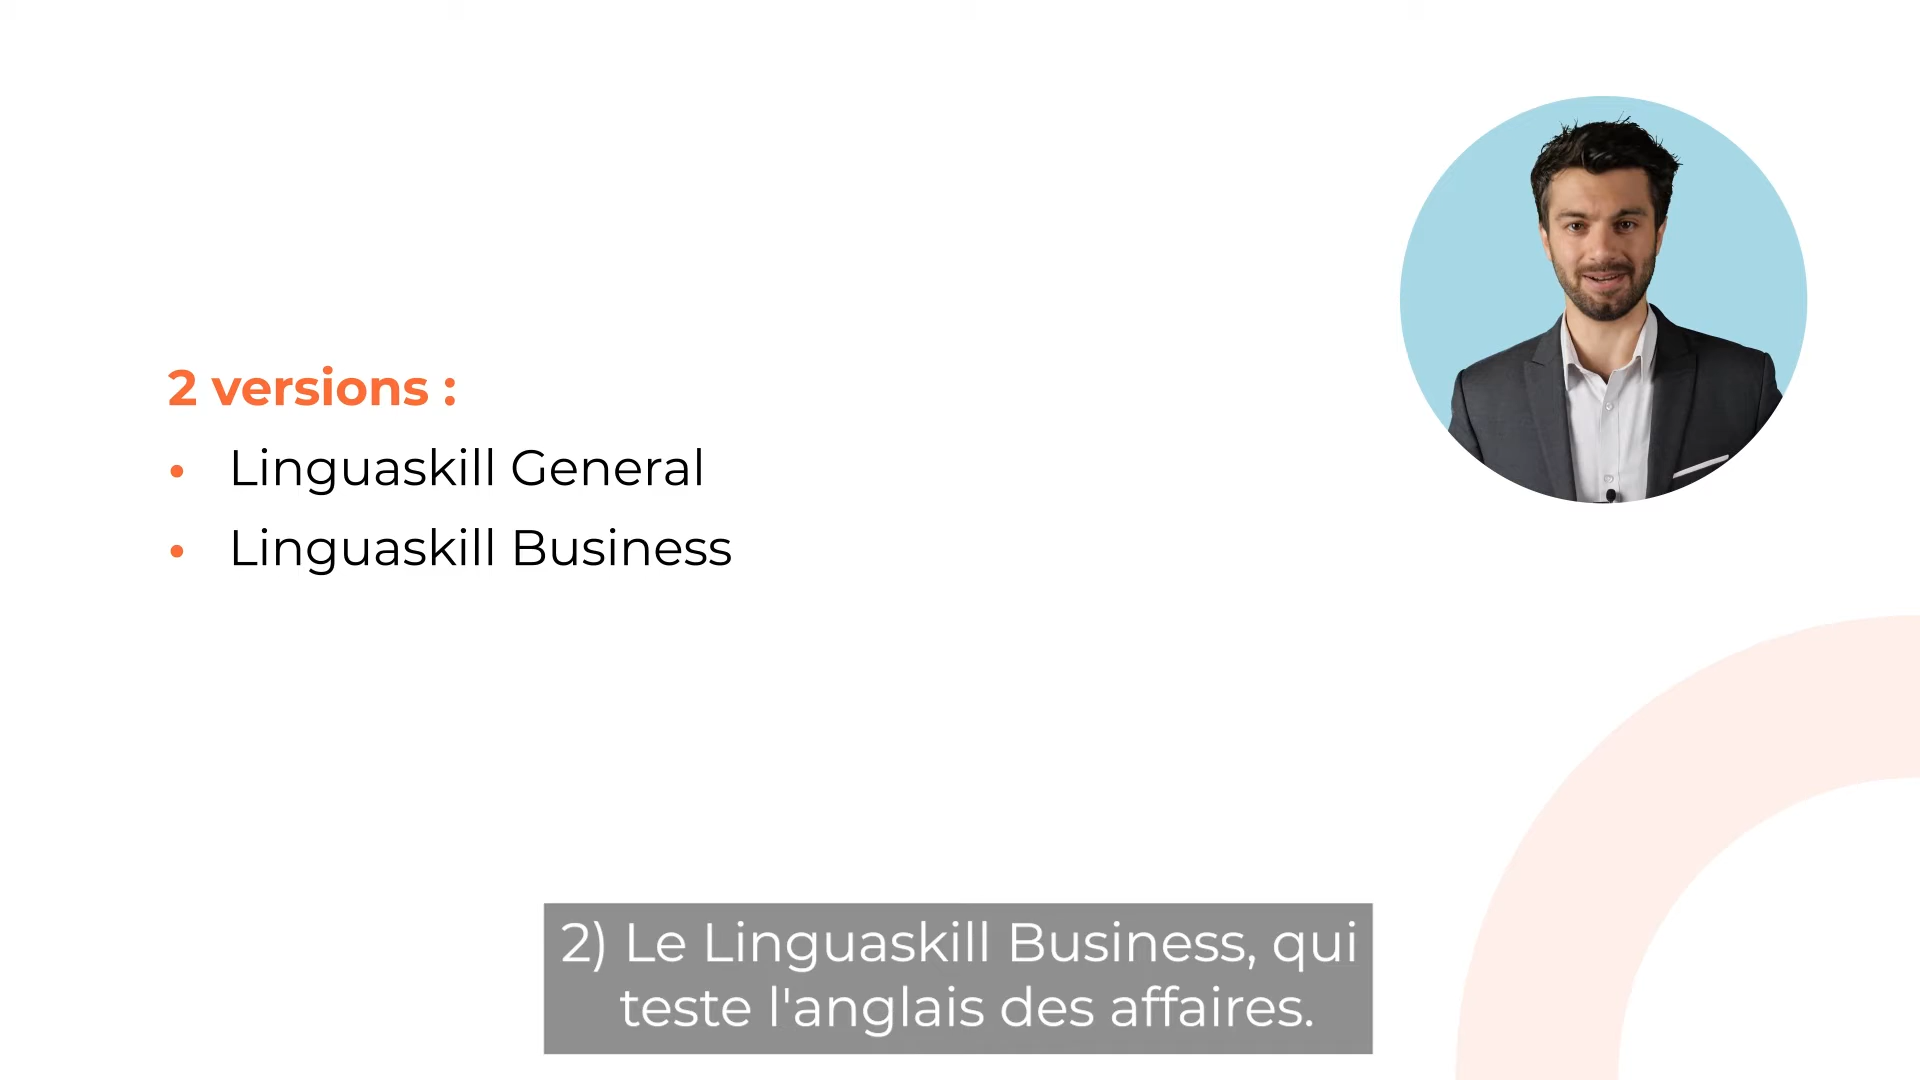 2 versions :
• Linguaskill General
• Linguaskill Business
2) Le Linguaskill Business, qui
teste l'anglais des affaires.